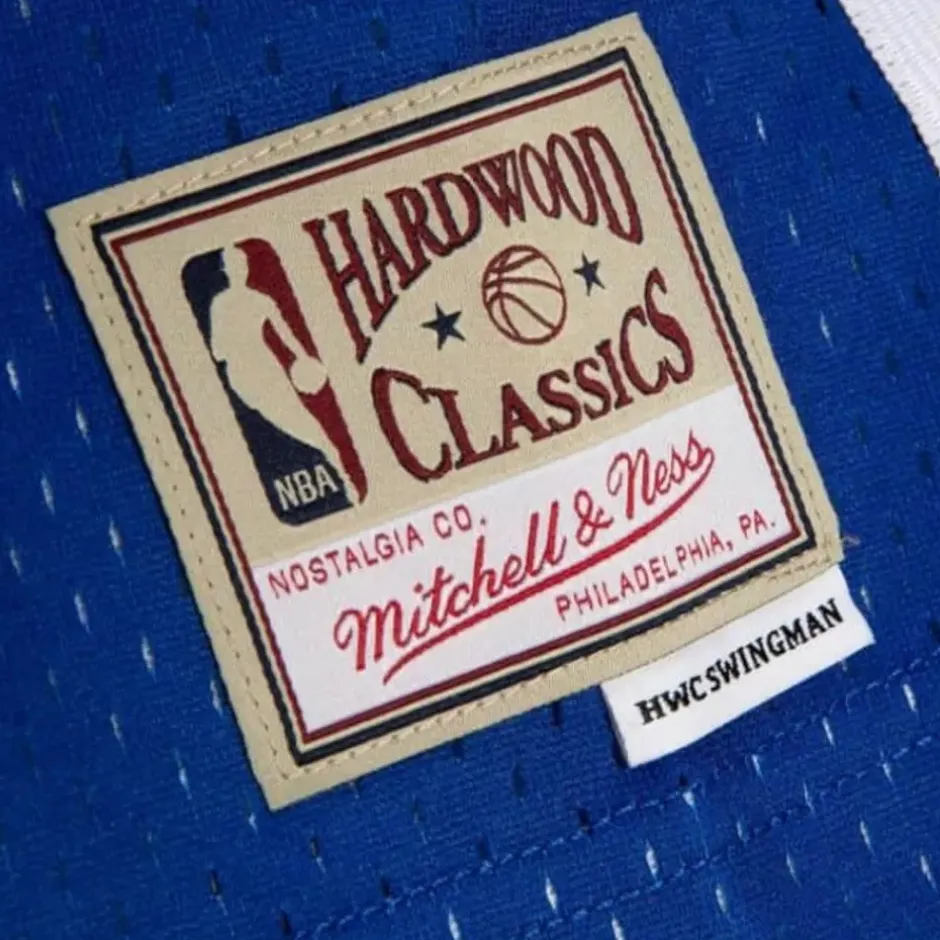 HARDWOOD
CLASSICS
NBA
NOSTALGIA CO.
Mitchell & Ness
PHILADELPHIA, PA.
HWC SWINGMAN